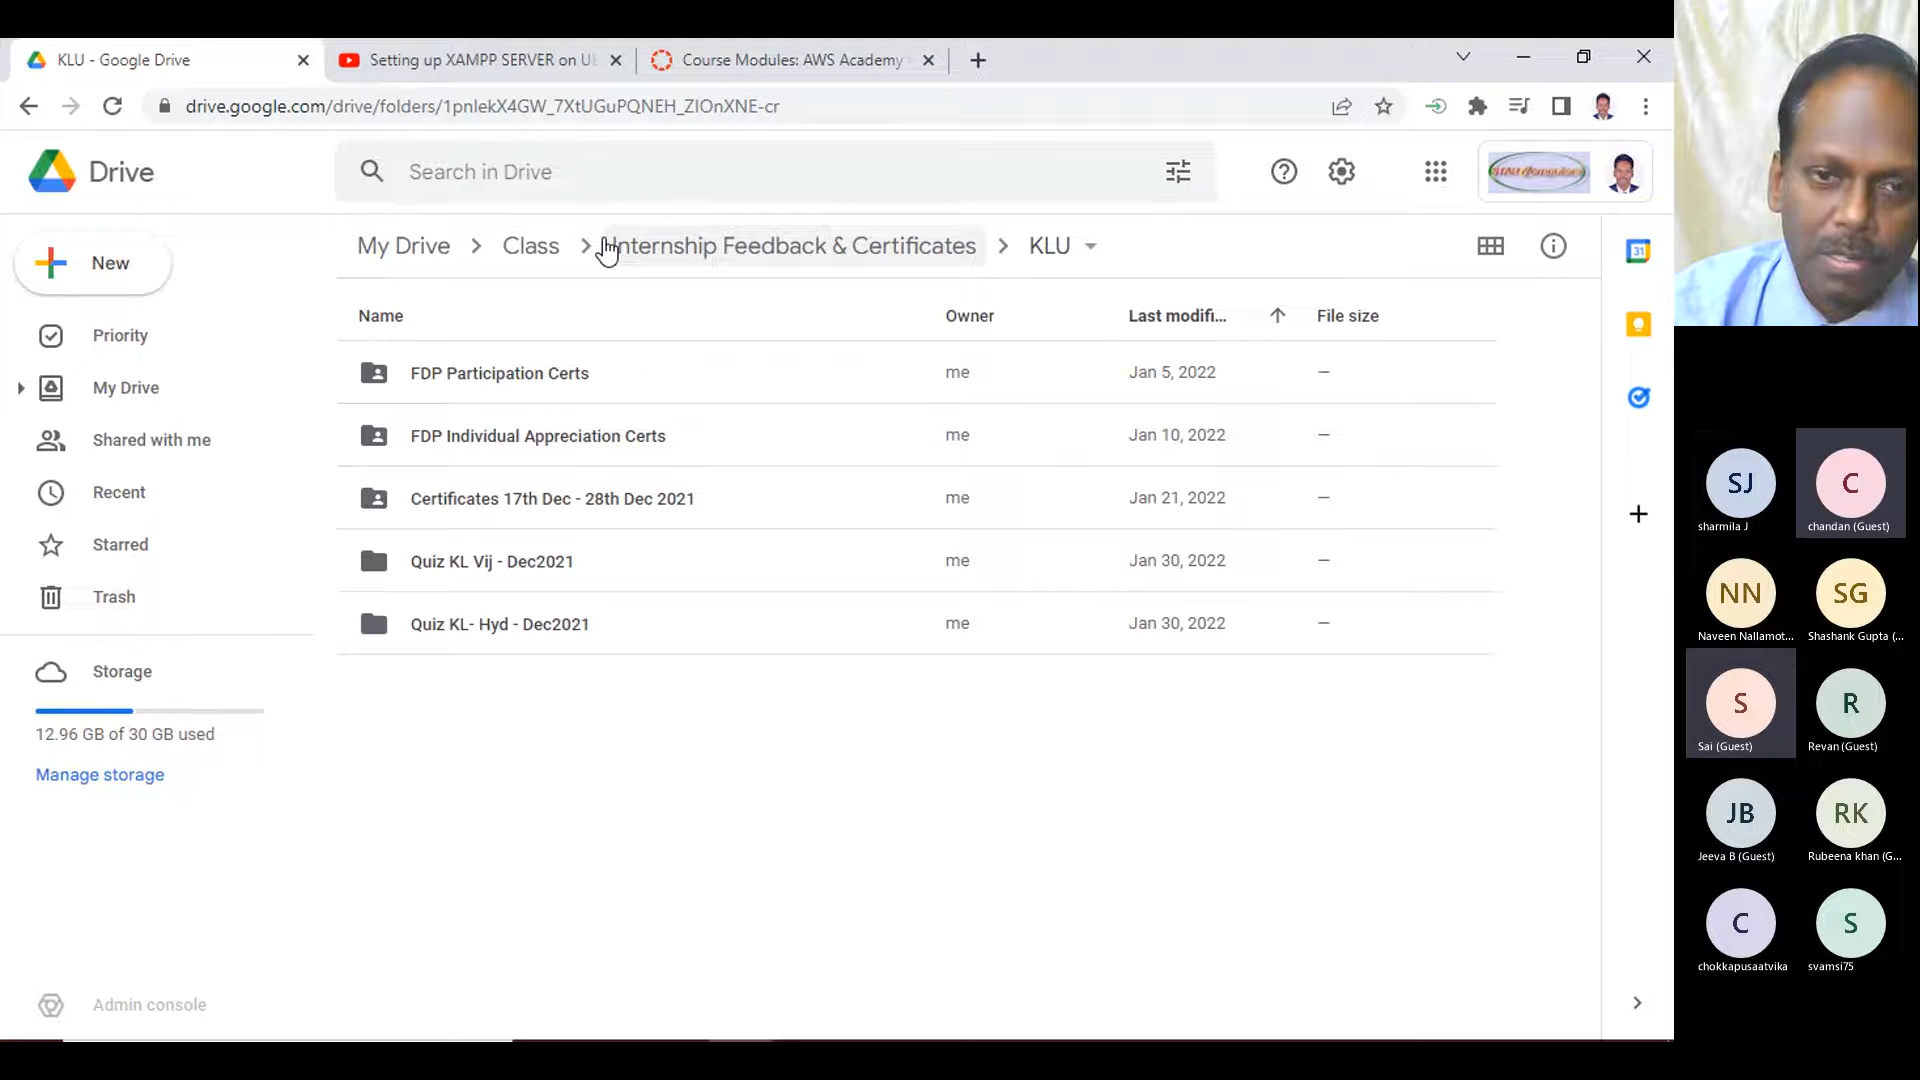 KLU - Google Drive
Setting up XAMPP SERVER on U
Course Modules: AWS Academy
drive.google.com/drive/folders/1pnlekX4GW_7XtUGuPQNEH_ZIOnXNE-cr
Drive
Search in Drive
My Drive
Class
Internship Feedback & Certificates
KLU
New
Priority
My Drive
Shared with me
Recent
Starred
Trash
Storage
12.96 GB of 30 GB used
Manage storage
Admin console
Name Owner Last modifi... File size
FDP Participation Certs me Jan 5, 2022 –
FDP Individual Appreciation Certs me Jan 10, 2022 –
Certificates 17th Dec - 28th Dec 2021 me Jan 21, 2022 –
Quiz KL Vij - Dec2021 me Jan 30, 2022 –
Quiz KL- Hyd - Dec2021 me Jan 30, 2022 –
31
SJ
sharmila J
C
chandan (Guest)
NN
Naveen Nallamot...
SG
Shashank Gupta (...
S
Sai (Guest)
R
Revan (Guest)
JB
Jeeva B (Guest)
RK
Rubeena khan (G...
C
chokkapusaatvika
S
svamsi75